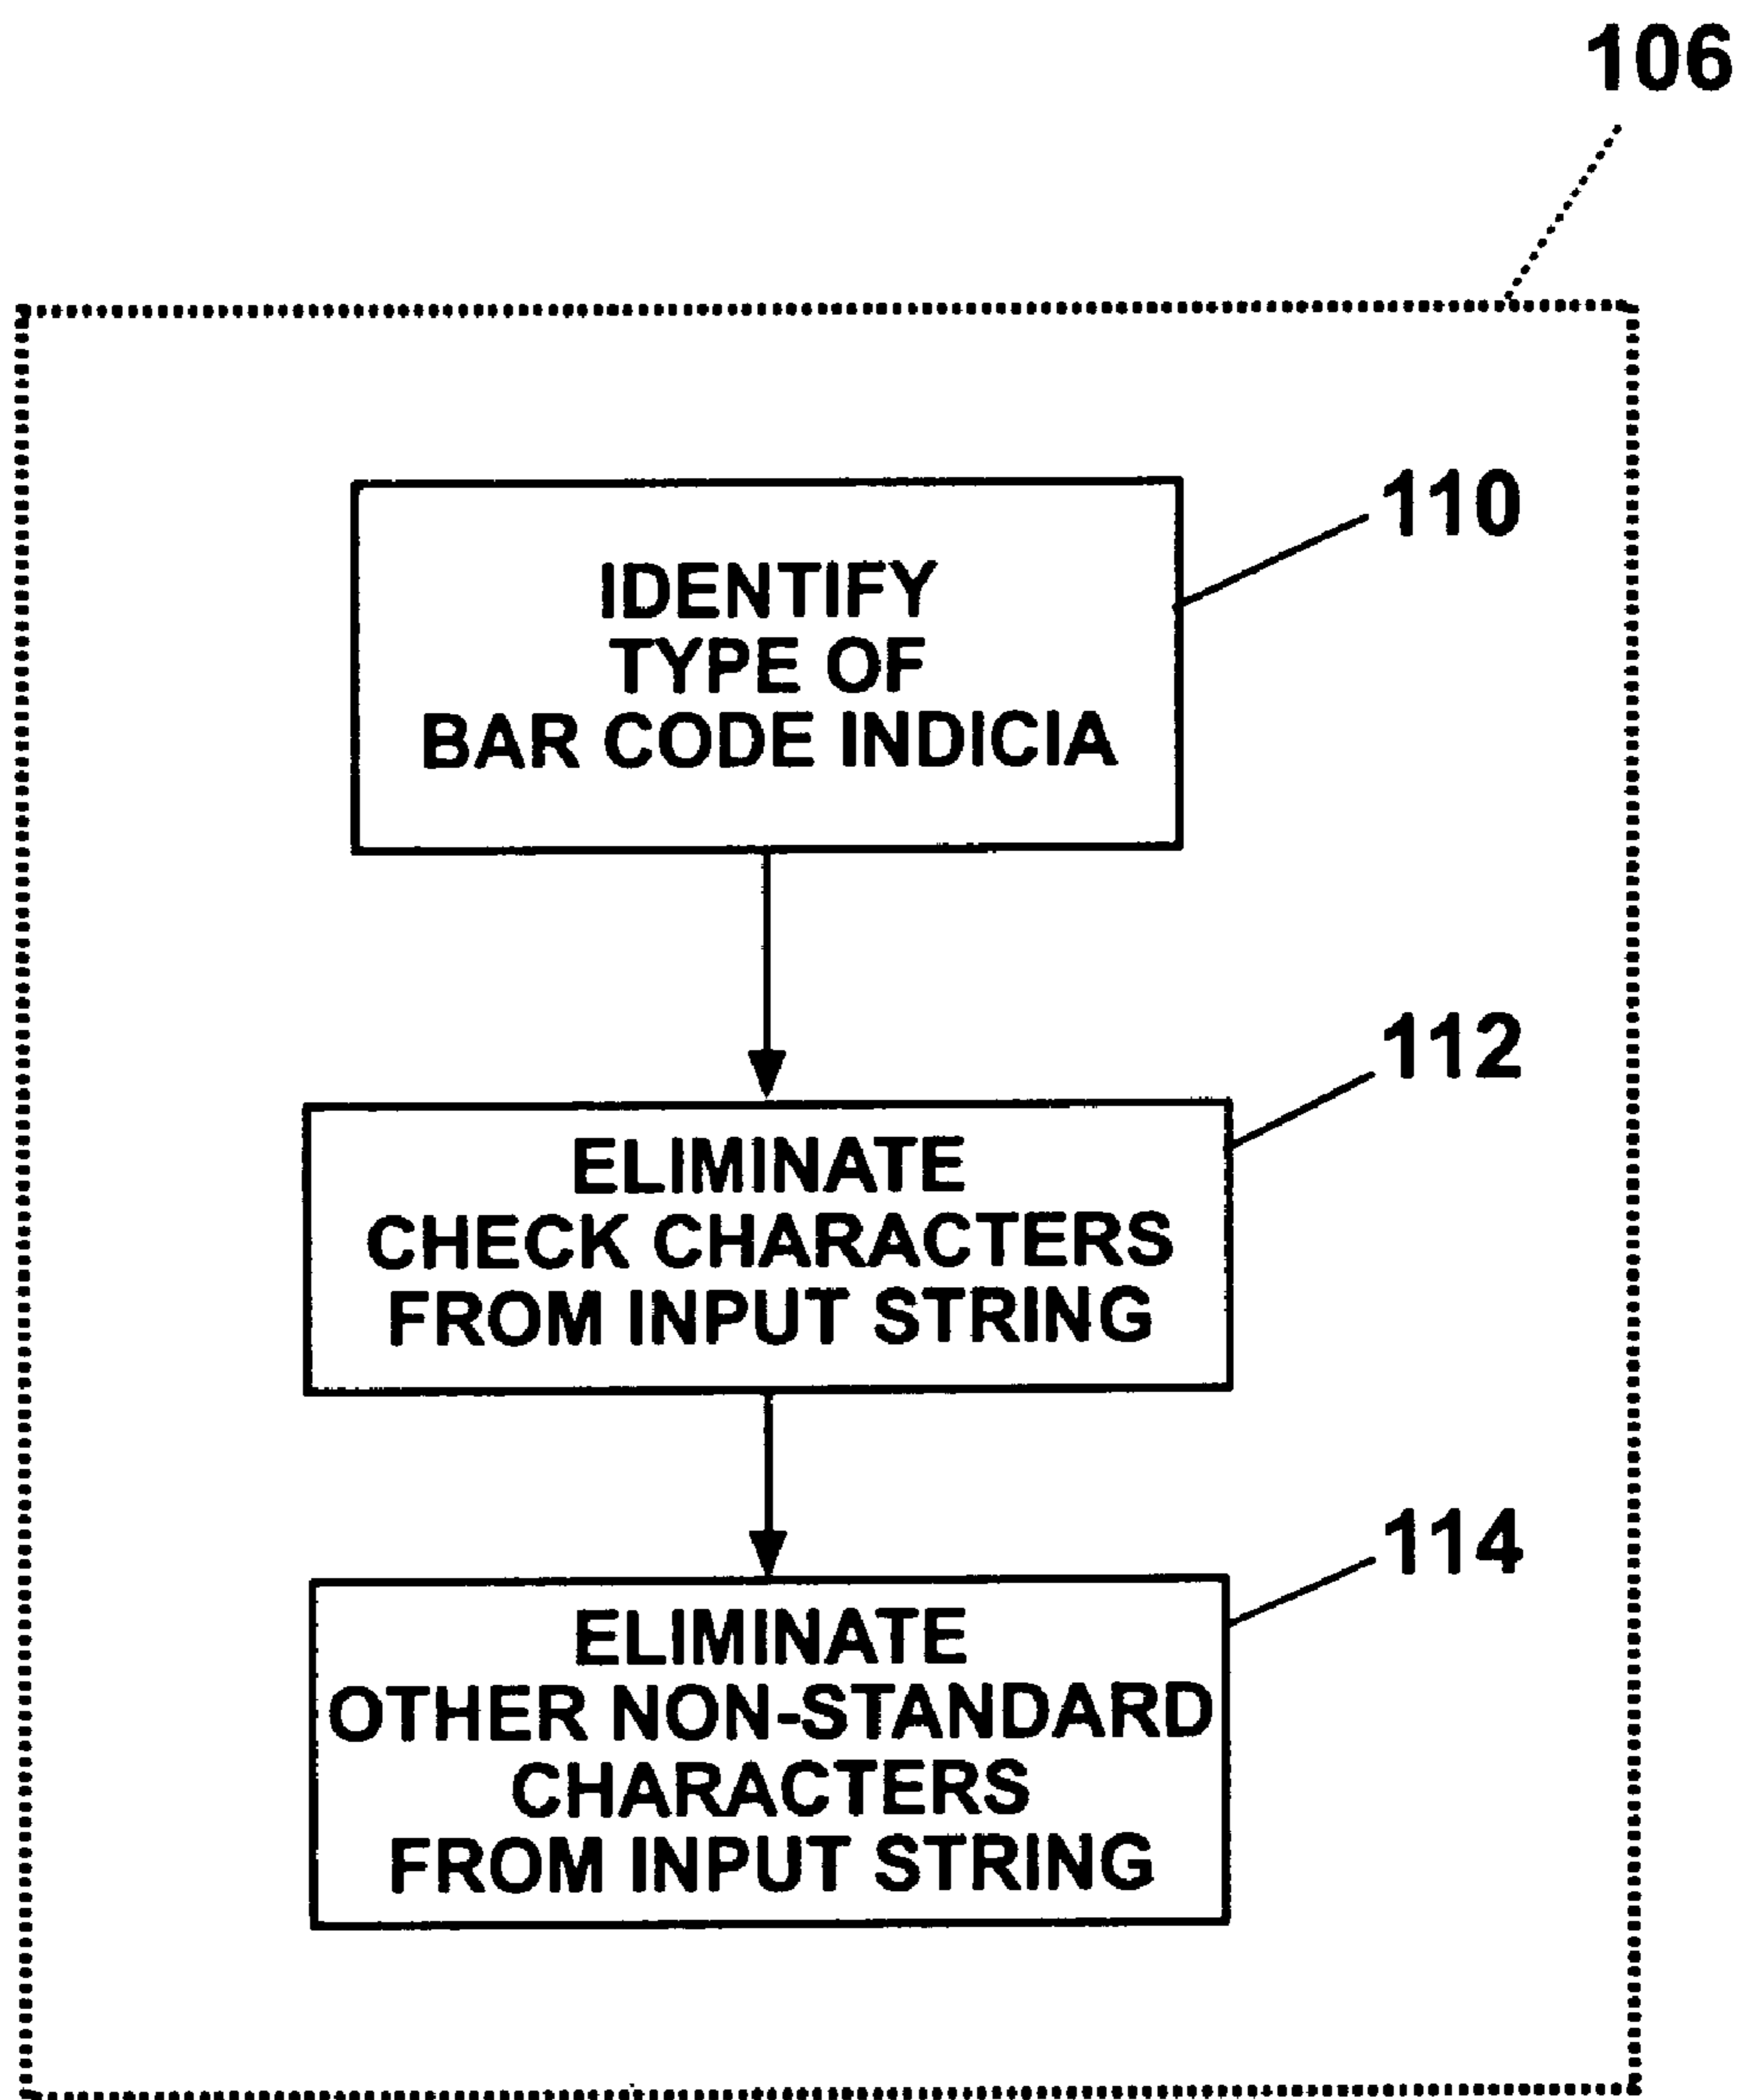 106
110
IDENTIFY
TYPE OF
BAR CODE INDICIA
112
ELIMINATE
CHECK CHARACTERS
FROM INPUT STRING
114
ELIMINATE
OTHER NON-STANDARD
CHARACTERS
FROM INPUT STRING